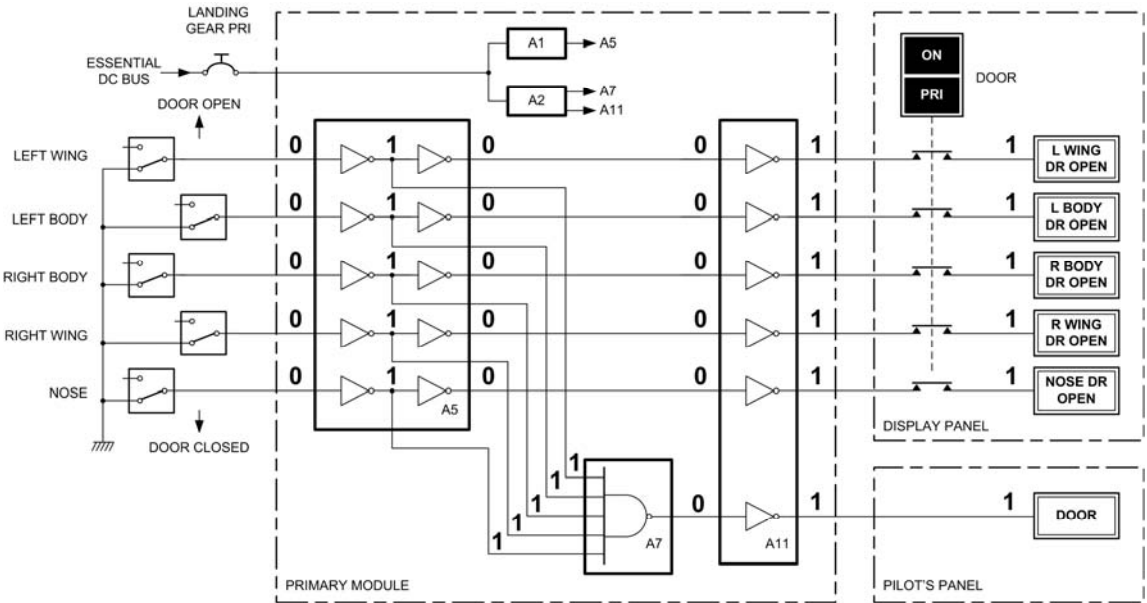 LANDING
GEAR PRI
ESSENTIAL
DC BUS
DOOR OPEN
A1
A5
A2
A7
A11
ON
PRI
DOOR
LEFT WING
0
1
0
0
1
1
L WING
DR OPEN
LEFT BODY
0
1
0
0
1
1
L BODY
DR OPEN
RIGHT BODY
0
1
0
0
1
1
R BODY
DR OPEN
RIGHT WING
0
1
0
0
1
1
R WING
DR OPEN
NOSE
0
1
0
0
1
1
NOSE DR
OPEN
A5
DISPLAY PANEL
DOOR CLOSED
1
1
1
1
1
0
1
1
DOOR
A7
A11
PRIMARY MODULE
PILOT'S PANEL